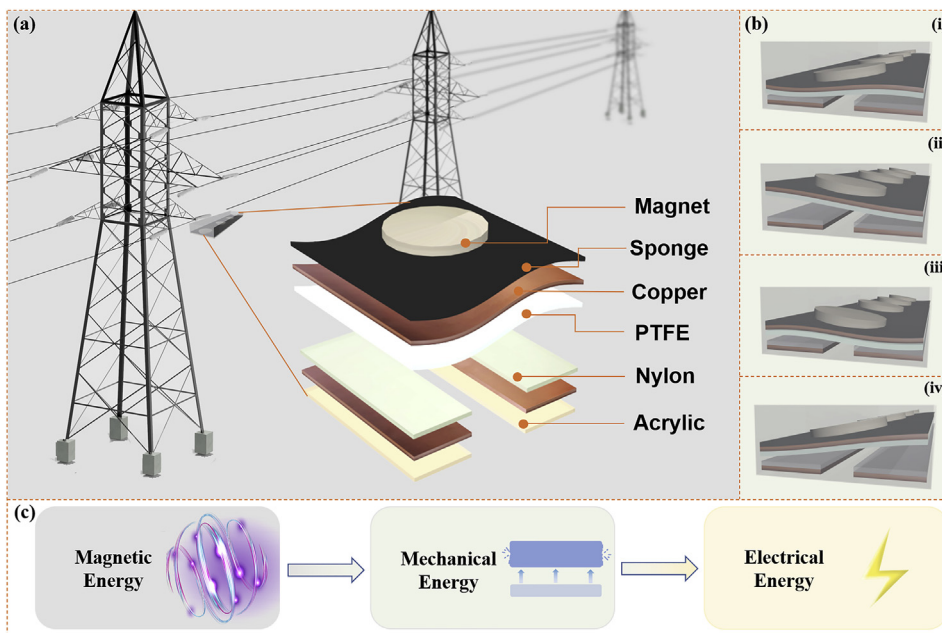 (a)
Magnet
Sponge
Copper
PTFE
Nylon
Acrylic
(b)
(i
(ii
(iii
(iv
(c)
Magnetic
Energy
Mechanical
Energy
Electrical
Energy